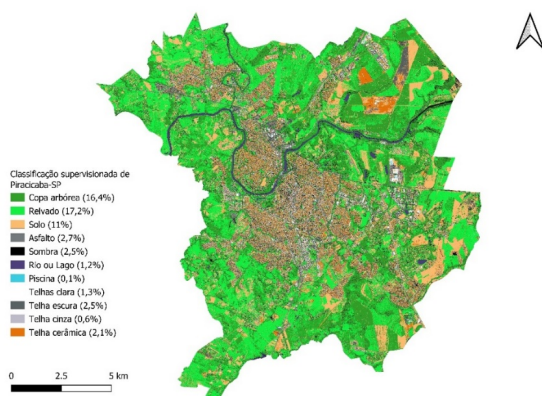 Classificação supervisionada de
Piracicaba-SP
Copa arbórea (16,4%)
Relvado (17,2%)
Solo (11%)
Asfalto (2,7%)
Sombra (2,5%)
Rio ou Lago (1,2%)
Piscina (0,1%)
Telhas clara (1,3%)
Telha escura (2,5%)
Telha cinza (0,6%)
Telha cerâmica (2,1%)
0 2.5 5 km